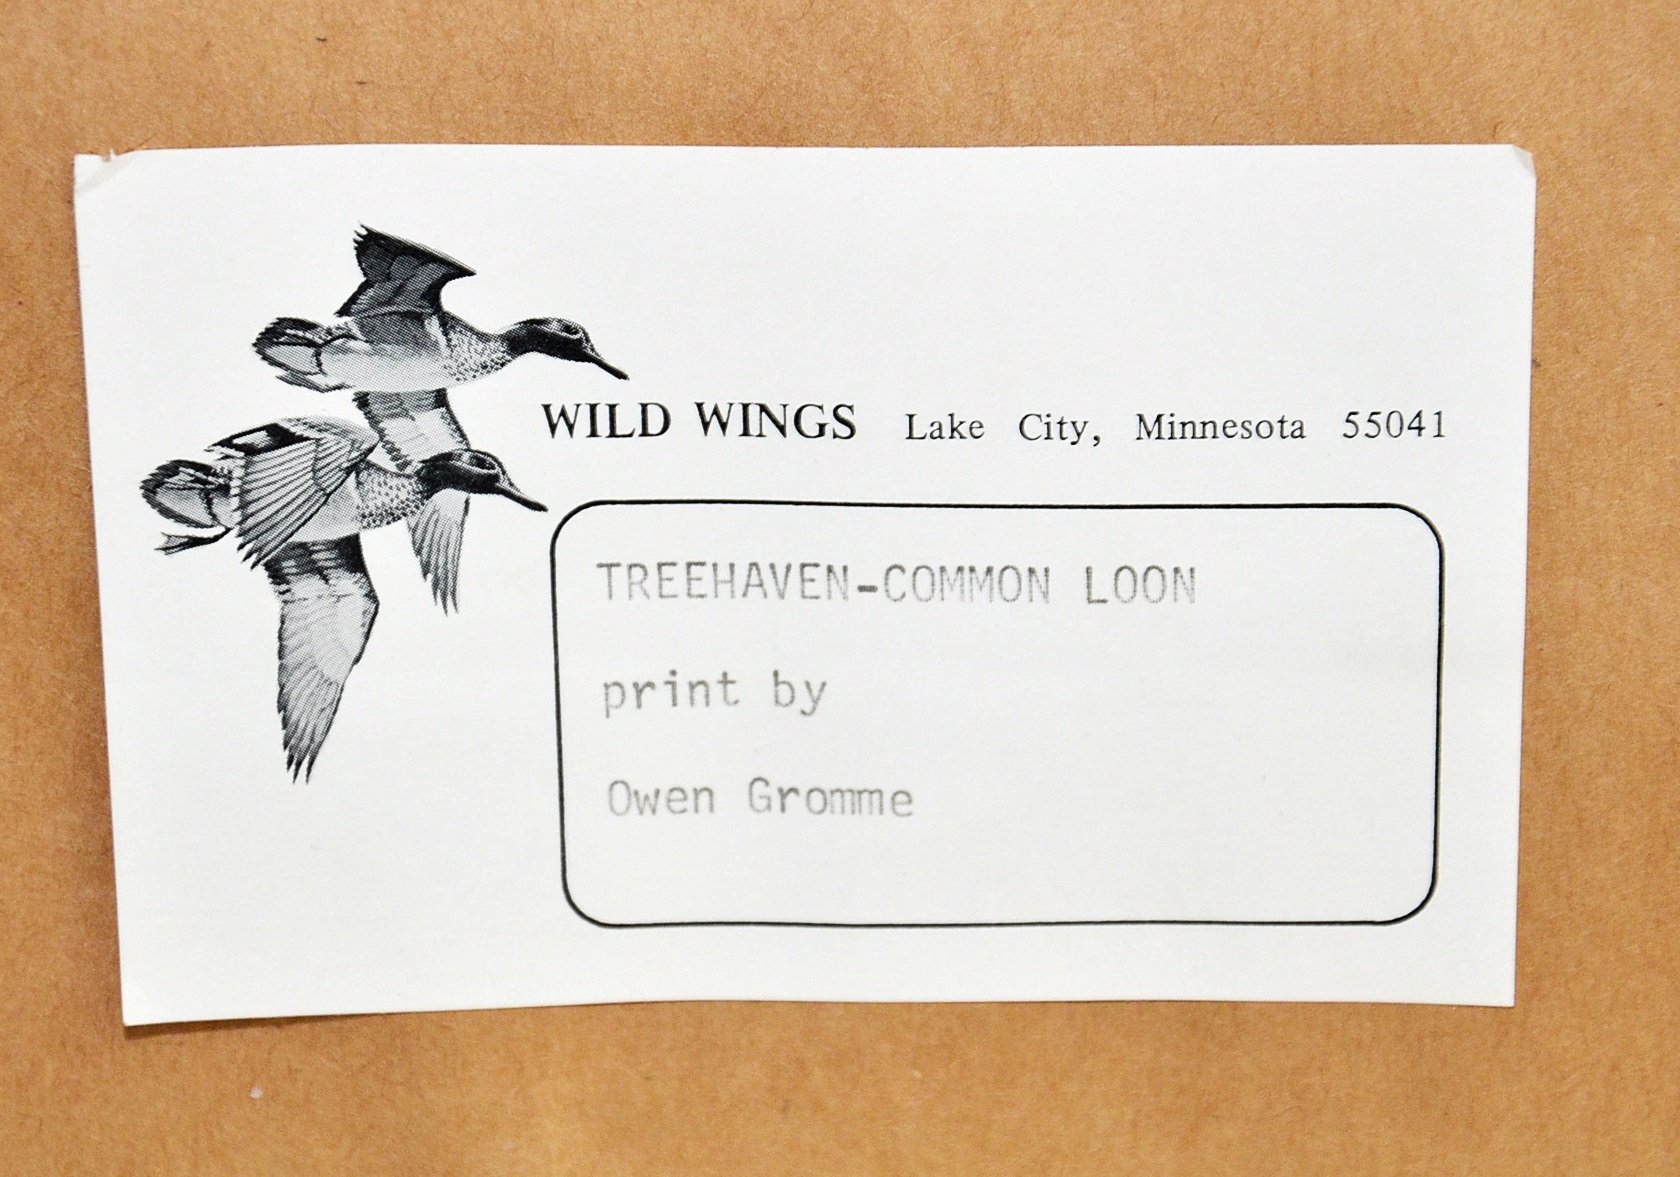 WILD WINGS Lake City, Minnesota 55041
TREEHAVEN-COMMON LOON
print by
Owen Gromme